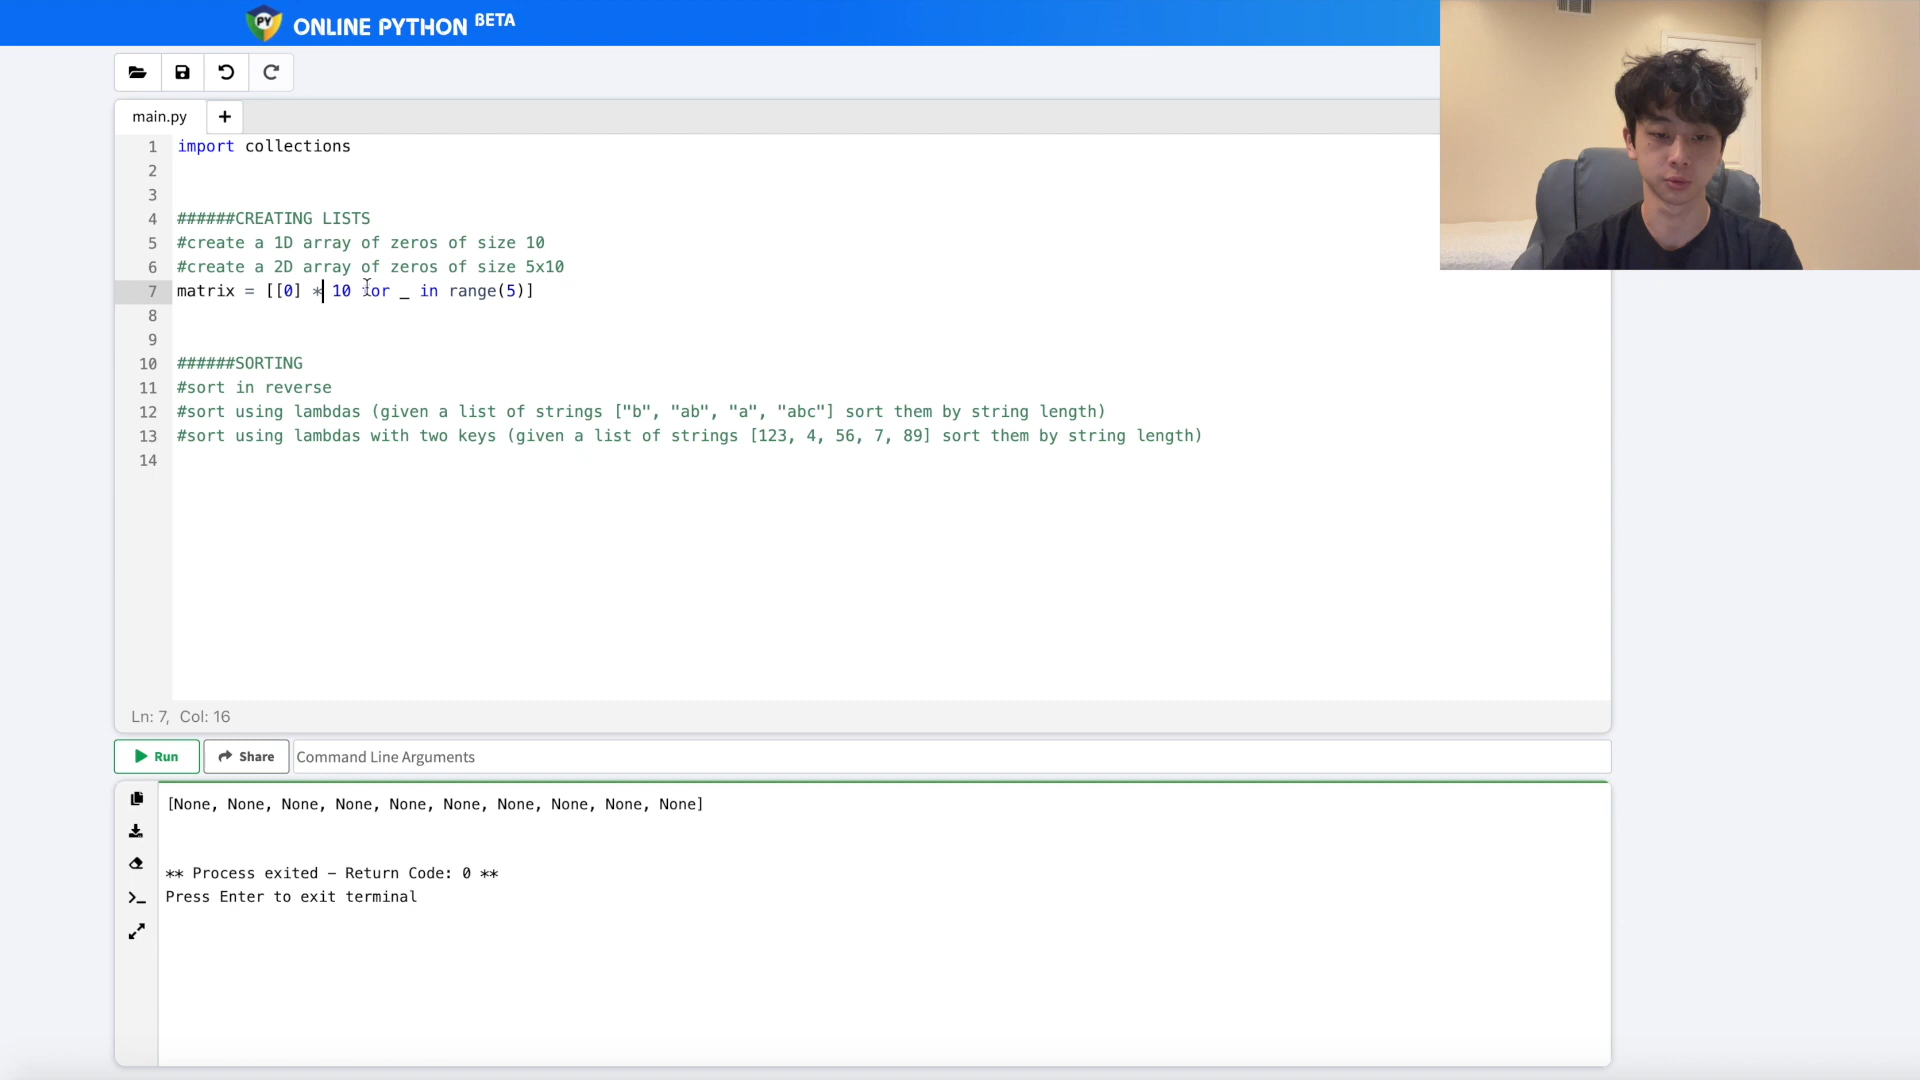 PY ONLINE PYTHON BETA
main.py +
1 import collections
2
3
4 ######CREATING LISTS
5 #create a 1D array of zeros of size 10
6 #create a 2D array of zeros of size 5x10
7 matrix = [[0] * 10 for _ in range(5)]
8
9
10 ######SORTING
11 #sort in reverse
12 #sort using lambdas (given a list of strings ["b", "ab", "a", "abc"] sort them by string length)
13 #sort using lambdas with two keys (given a list of strings [123, 4, 56, 7, 89] sort them by string length)
14
Ln: 7, Col: 16
Run Share Command Line Arguments
[None, None, None, None, None, None, None, None, None, None]
** Process exited - Return Code: 0 **
Press Enter to exit terminal